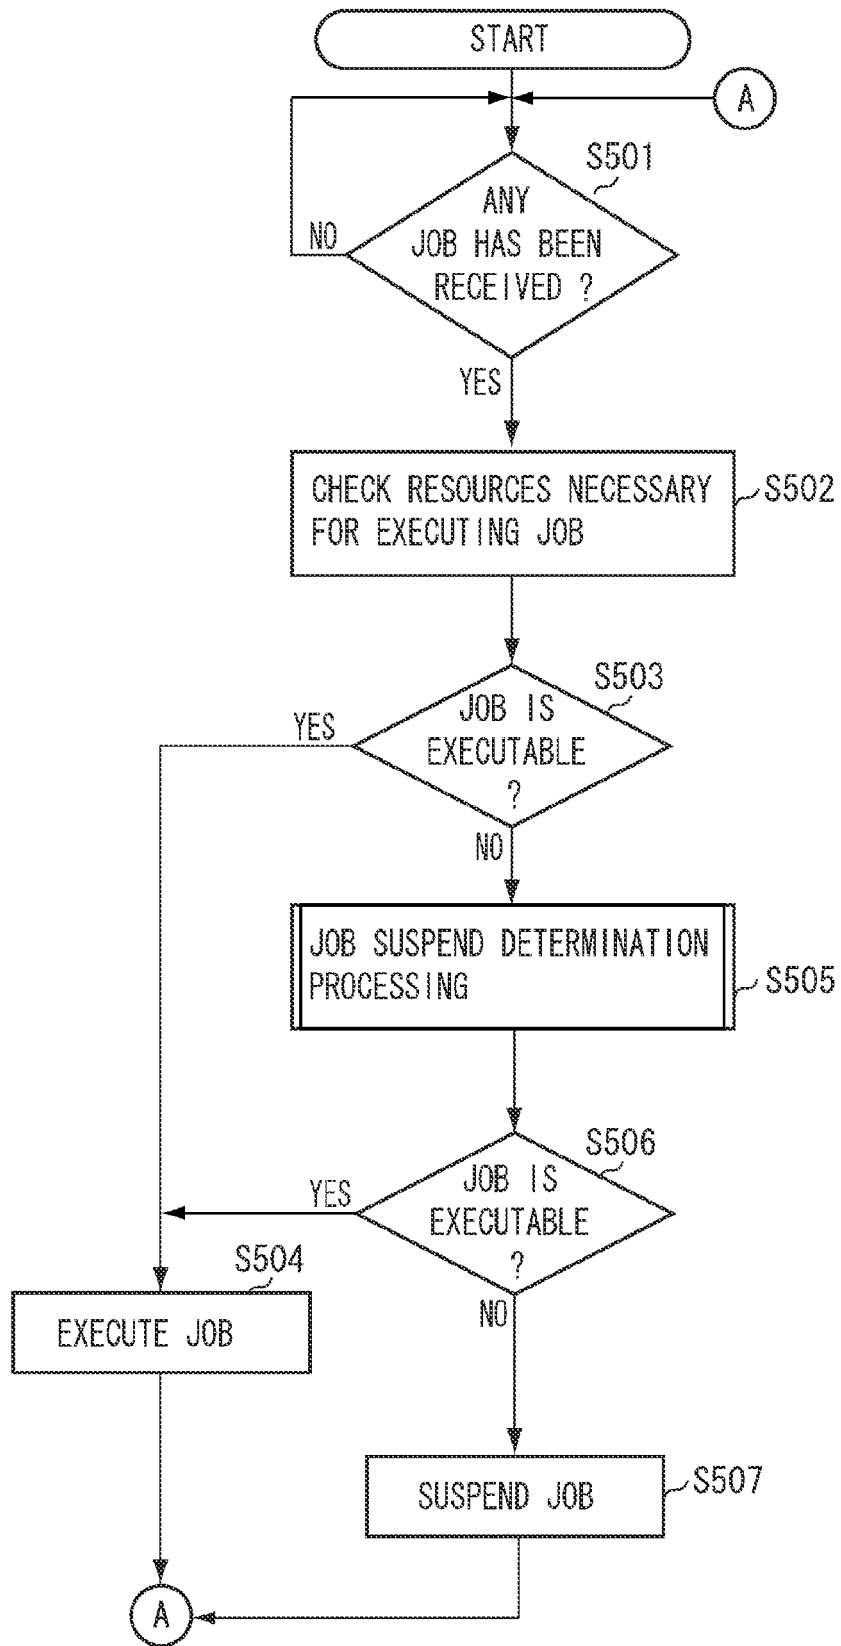 START
A
S501
ANY
JOB HAS BEEN
RECEIVED ?
NO
YES
CHECK RESOURCES NECESSARY
FOR EXECUTING JOB
S502
S503
JOB IS
EXECUTABLE
?
YES
NO
JOB SUSPEND DETERMINATION
PROCESSING
S505
S506
JOB IS
EXECUTABLE
?
YES
NO
S504
EXECUTE JOB
SUSPEND JOB
S507
A